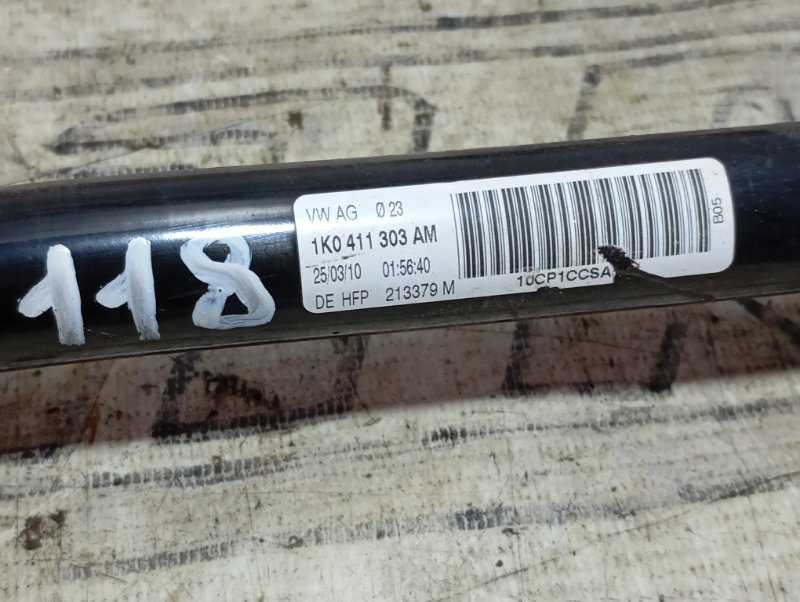 118
VW AG Ø 23
1K0 411 303 AM
25/03/10 01:56:40
DE HFP 213379 M
10CP1CCSA
B05